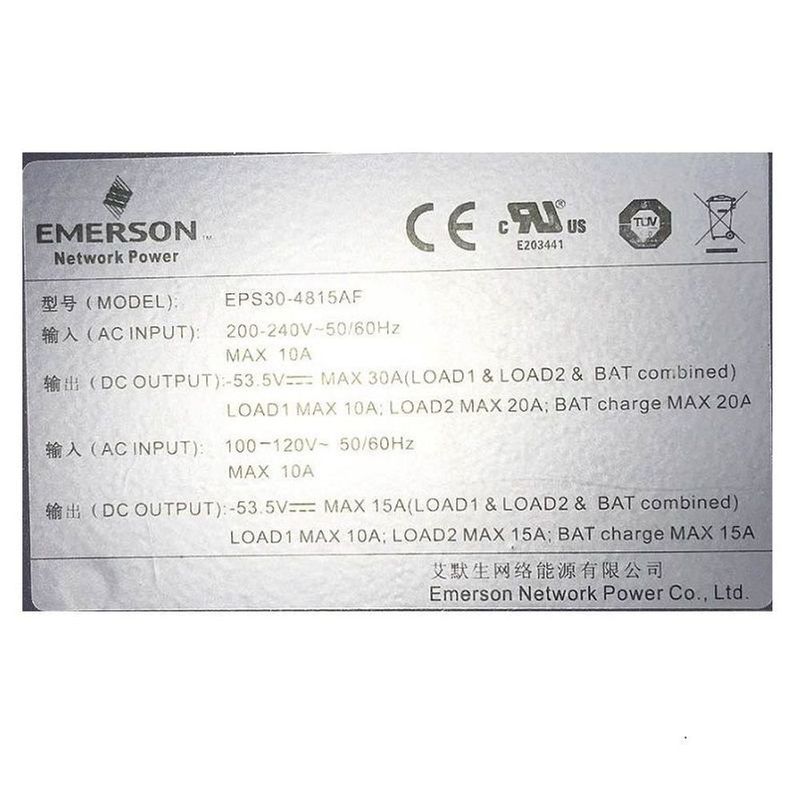 EMERSON™
Network Power
CE
c RU® US
E203441
TÜV
型号 (MODEL): EPS30-4815AF
输入 (AC INPUT): 200-240V~50/60Hz
MAX 10A
输出 (DC OUTPUT):-53.5V⎓ MAX 30A(LOAD1 & LOAD2 & BAT combined)
LOAD1 MAX 10A; LOAD2 MAX 20A; BAT charge MAX 20A
输入 (AC INPUT): 100-120V~ 50/60Hz
MAX 10A
输出 (DC OUTPUT):-53.5V⎓ MAX 15A(LOAD1 & LOAD2 & BAT combined)
LOAD1 MAX 10A; LOAD2 MAX 15A; BAT charge MAX 15A
艾默生网络能源有限公司
Emerson Network Power Co., Ltd.